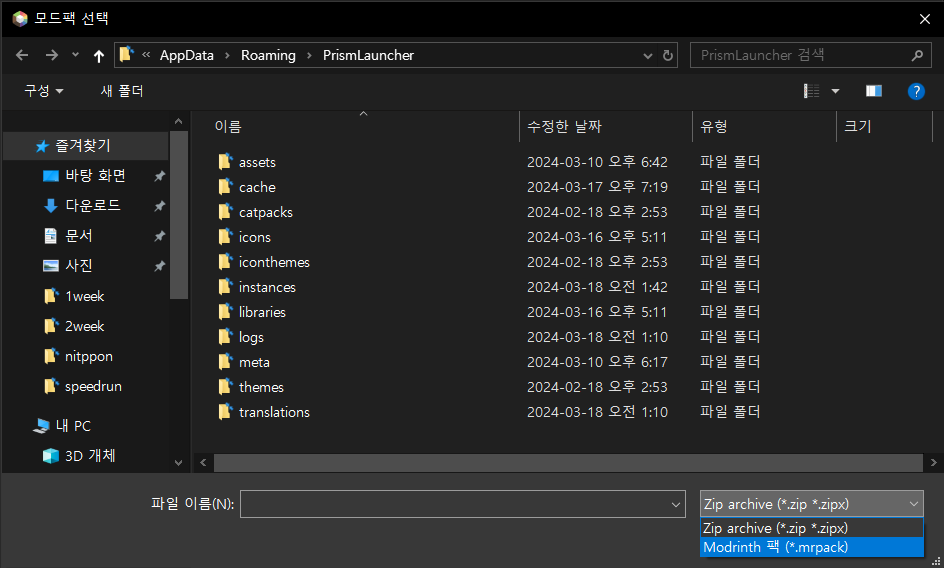 모드팩 선택
« AppData › Roaming › PrismLauncher
PrismLauncher 검색
구성 새 폴더
이름 수정한 날짜 유형 크기
즐겨찾기
바탕 화면
다운로드
문서
사진
1week
2week
nitppon
speedrun
내 PC
3D 개체
assets 2024-03-10 오후 6:42 파일 폴더
cache 2024-03-17 오후 7:19 파일 폴더
catpacks 2024-02-18 오후 2:53 파일 폴더
icons 2024-03-16 오후 5:11 파일 폴더
iconthemes 2024-02-18 오후 2:53 파일 폴더
instances 2024-03-18 오전 1:42 파일 폴더
libraries 2024-03-16 오후 5:11 파일 폴더
logs 2024-03-18 오전 1:10 파일 폴더
meta 2024-03-10 오후 6:17 파일 폴더
themes 2024-02-18 오후 2:53 파일 폴더
translations 2024-03-18 오전 1:10 파일 폴더
파일 이름(N):
Zip archive (*.zip *.zipx)
Zip archive (*.zip *.zipx)
Modrinth 팩 (*.mrpack)